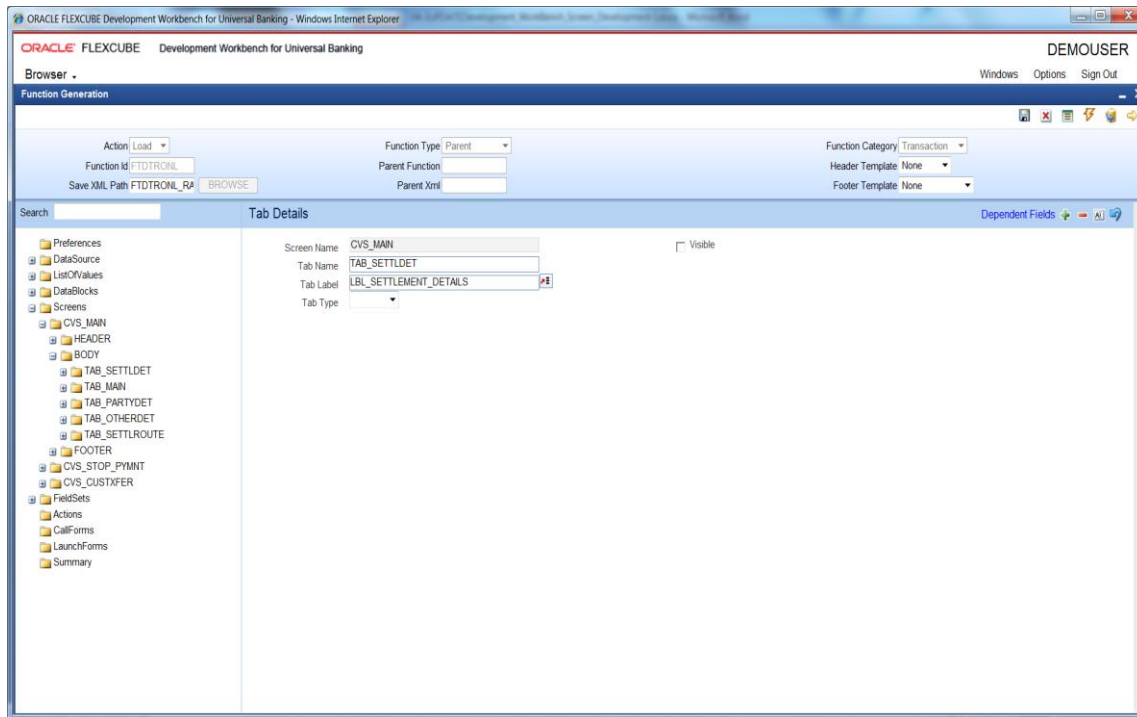 ORACLE FLEXCUBE Development Workbench for Universal Banking - Windows Internet Explorer
ORACLE FLEXCUBE Development Workbench for Universal Banking
DEMOUSER
Browser
Windows Options Sign Out
Function Generation
Action Load Function Type Parent Function Category Transaction
Function Id FTDTRONL Parent Function Header Template None
Save XML Path FTDTRONL_RA BROWSE Parent Xml Footer Template None
Search
Tab Details
Dependent Fields
Screen Name CVS_MAIN Visible
Tab Name TAB_SETTLDET
Tab Label LBL_SETTLEMENT_DETAILS
Tab Type
Preferences
DataSource
ListOfValues
DataBlocks
Screens
CVS_MAIN
HEADER
BODY
TAB_SETTLDET
TAB_MAIN
TAB_PARTYDET
TAB_OTHERDET
TAB_SETTLROUTE
FOOTER
CVS_STOP_PYMNT
CVS_CUSTXFER
FieldSets
Actions
CallForms
LaunchForms
Summary